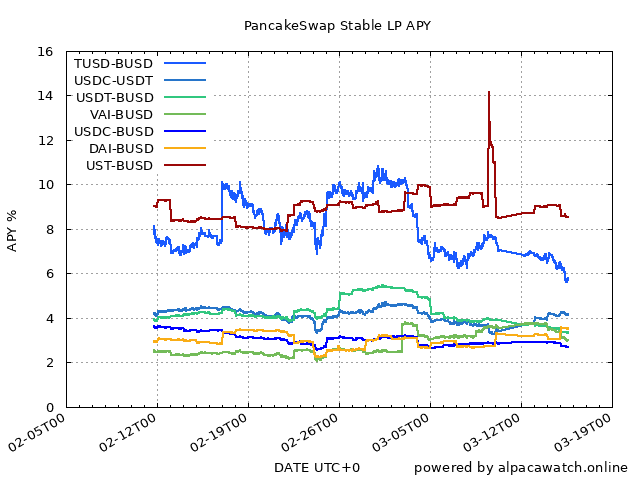 PancakeSwap Stable LP APY
16
14
12
10
8
6
4
2
0
APY %
TUSD-BUSD
USDC-USDT
USDT-BUSD
VAI-BUSD
USDC-BUSD
DAI-BUSD
UST-BUSD
02-05T00
02-12T00
02-19T00
02-26T00
03-05T00
03-12T00
03-19T00
DATE UTC+0
powered by alpacawatch.online